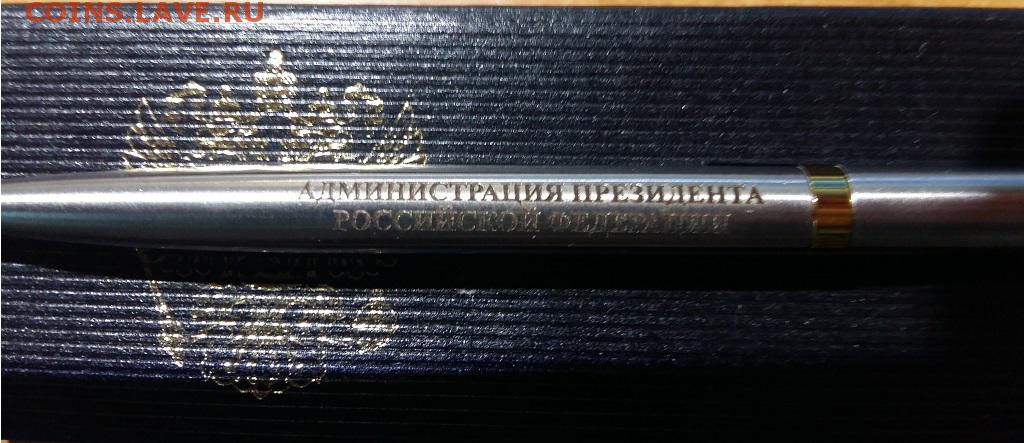 COINS.LAVE.RU
АДМИНИСТРАЦИЯ ПРЕЗИДЕНТА
РОССИЙСКОЙ ФЕДЕРАЦИИ